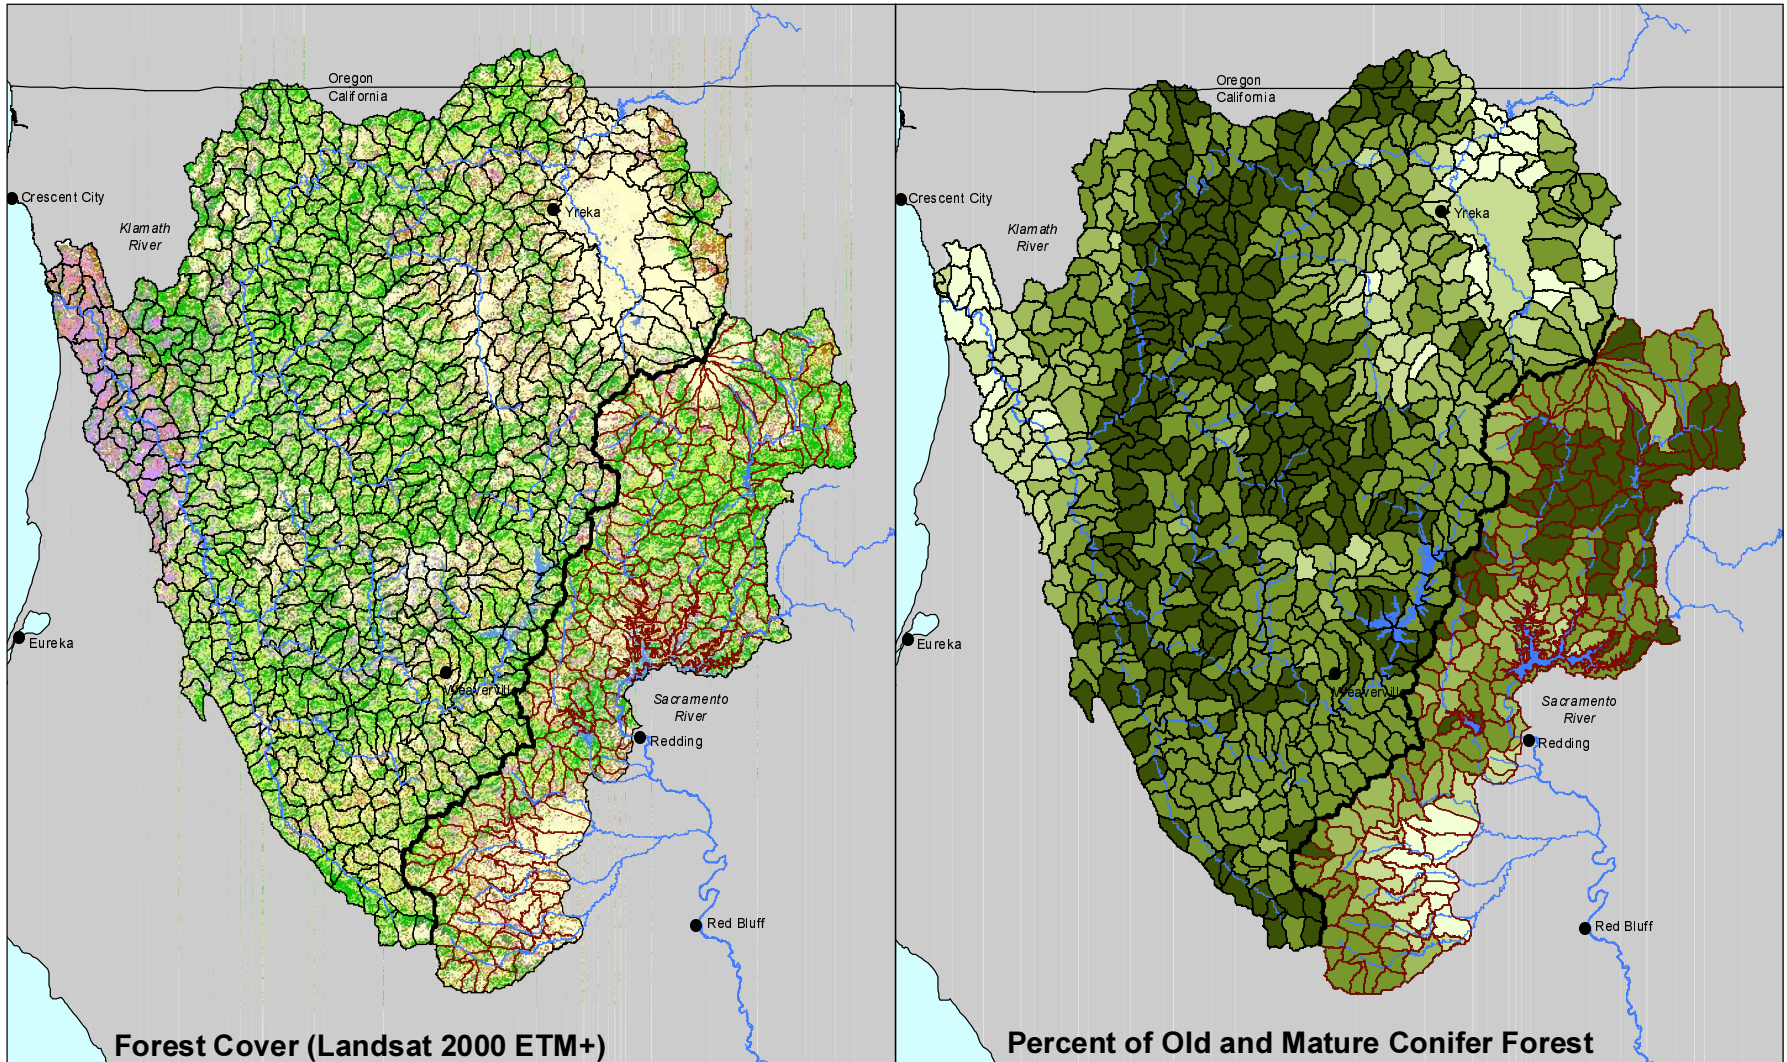 Oregon
California
Crescent City
Klamath
River
Yreka
Eureka
Weaverville
Sacramento
River
Redding
Red Bluff
Forest Cover (Landsat 2000 ETM+)
Oregon
California
Crescent City
Klamath
River
Yreka
Eureka
Weaverville
Sacramento
River
Redding
Red Bluff
Percent of Old and Mature Conifer Forest